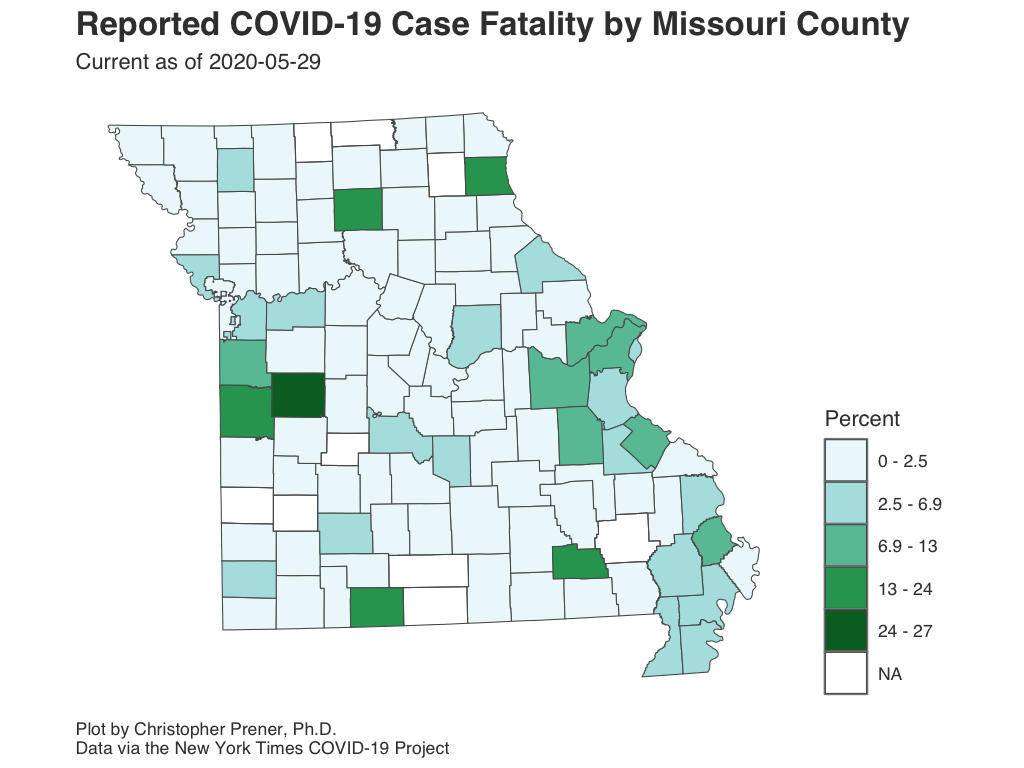 Reported COVID-19 Case Fatality by Missouri County
Current as of 2020-05-29
Percent
0 - 2.5
2.5 - 6.9
6.9 - 13
13 - 24
24 - 27
NA
Plot by Christopher Prener, Ph.D.
Data via the New York Times COVID-19 Project